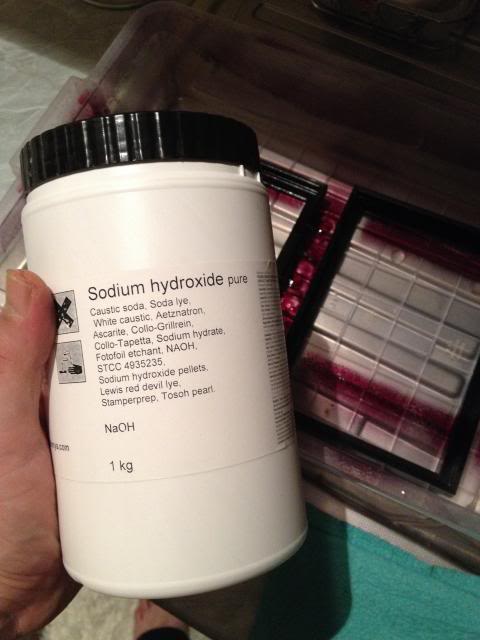 Sodium hydroxide pure
Caustic soda, Soda lye,
White caustic, Aetznatron,
Ascarite, Collo-Grillrein,
Collo-Tapetta, Sodium hydrate,
Fotofoil etchant, NAOH,
STCC 4935235,
Sodium hydroxide pellets,
Lewis red devil lye,
Stamperprep, Tosoh pearl.
NaOH
1 kg